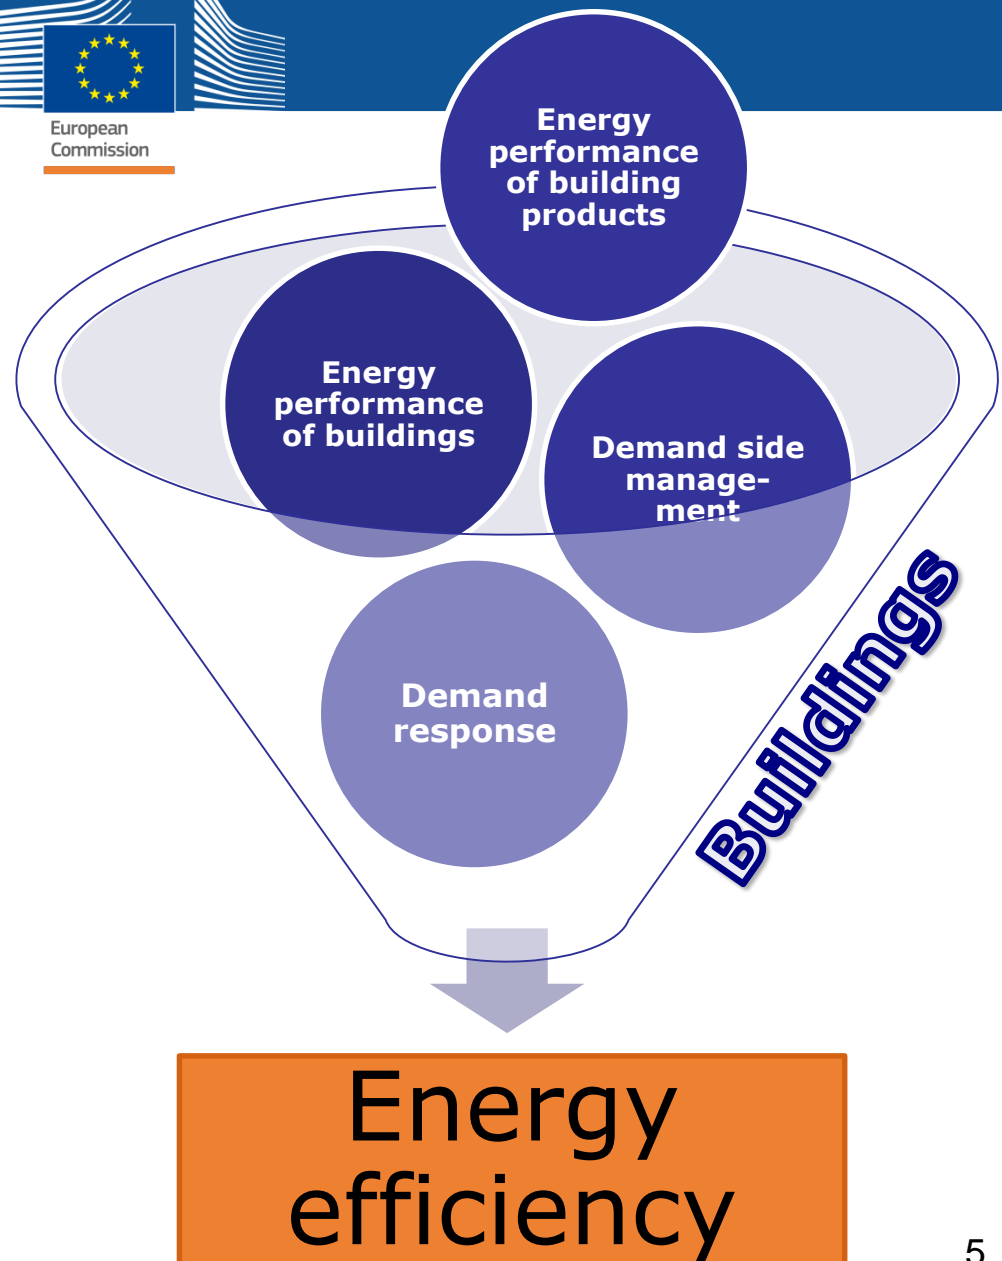 European
Commission
Energy
performance
of building
products
Energy
performance
of buildings
Demand side
manage-
ment
Demand
response
Buildings
Energy
efficiency
5